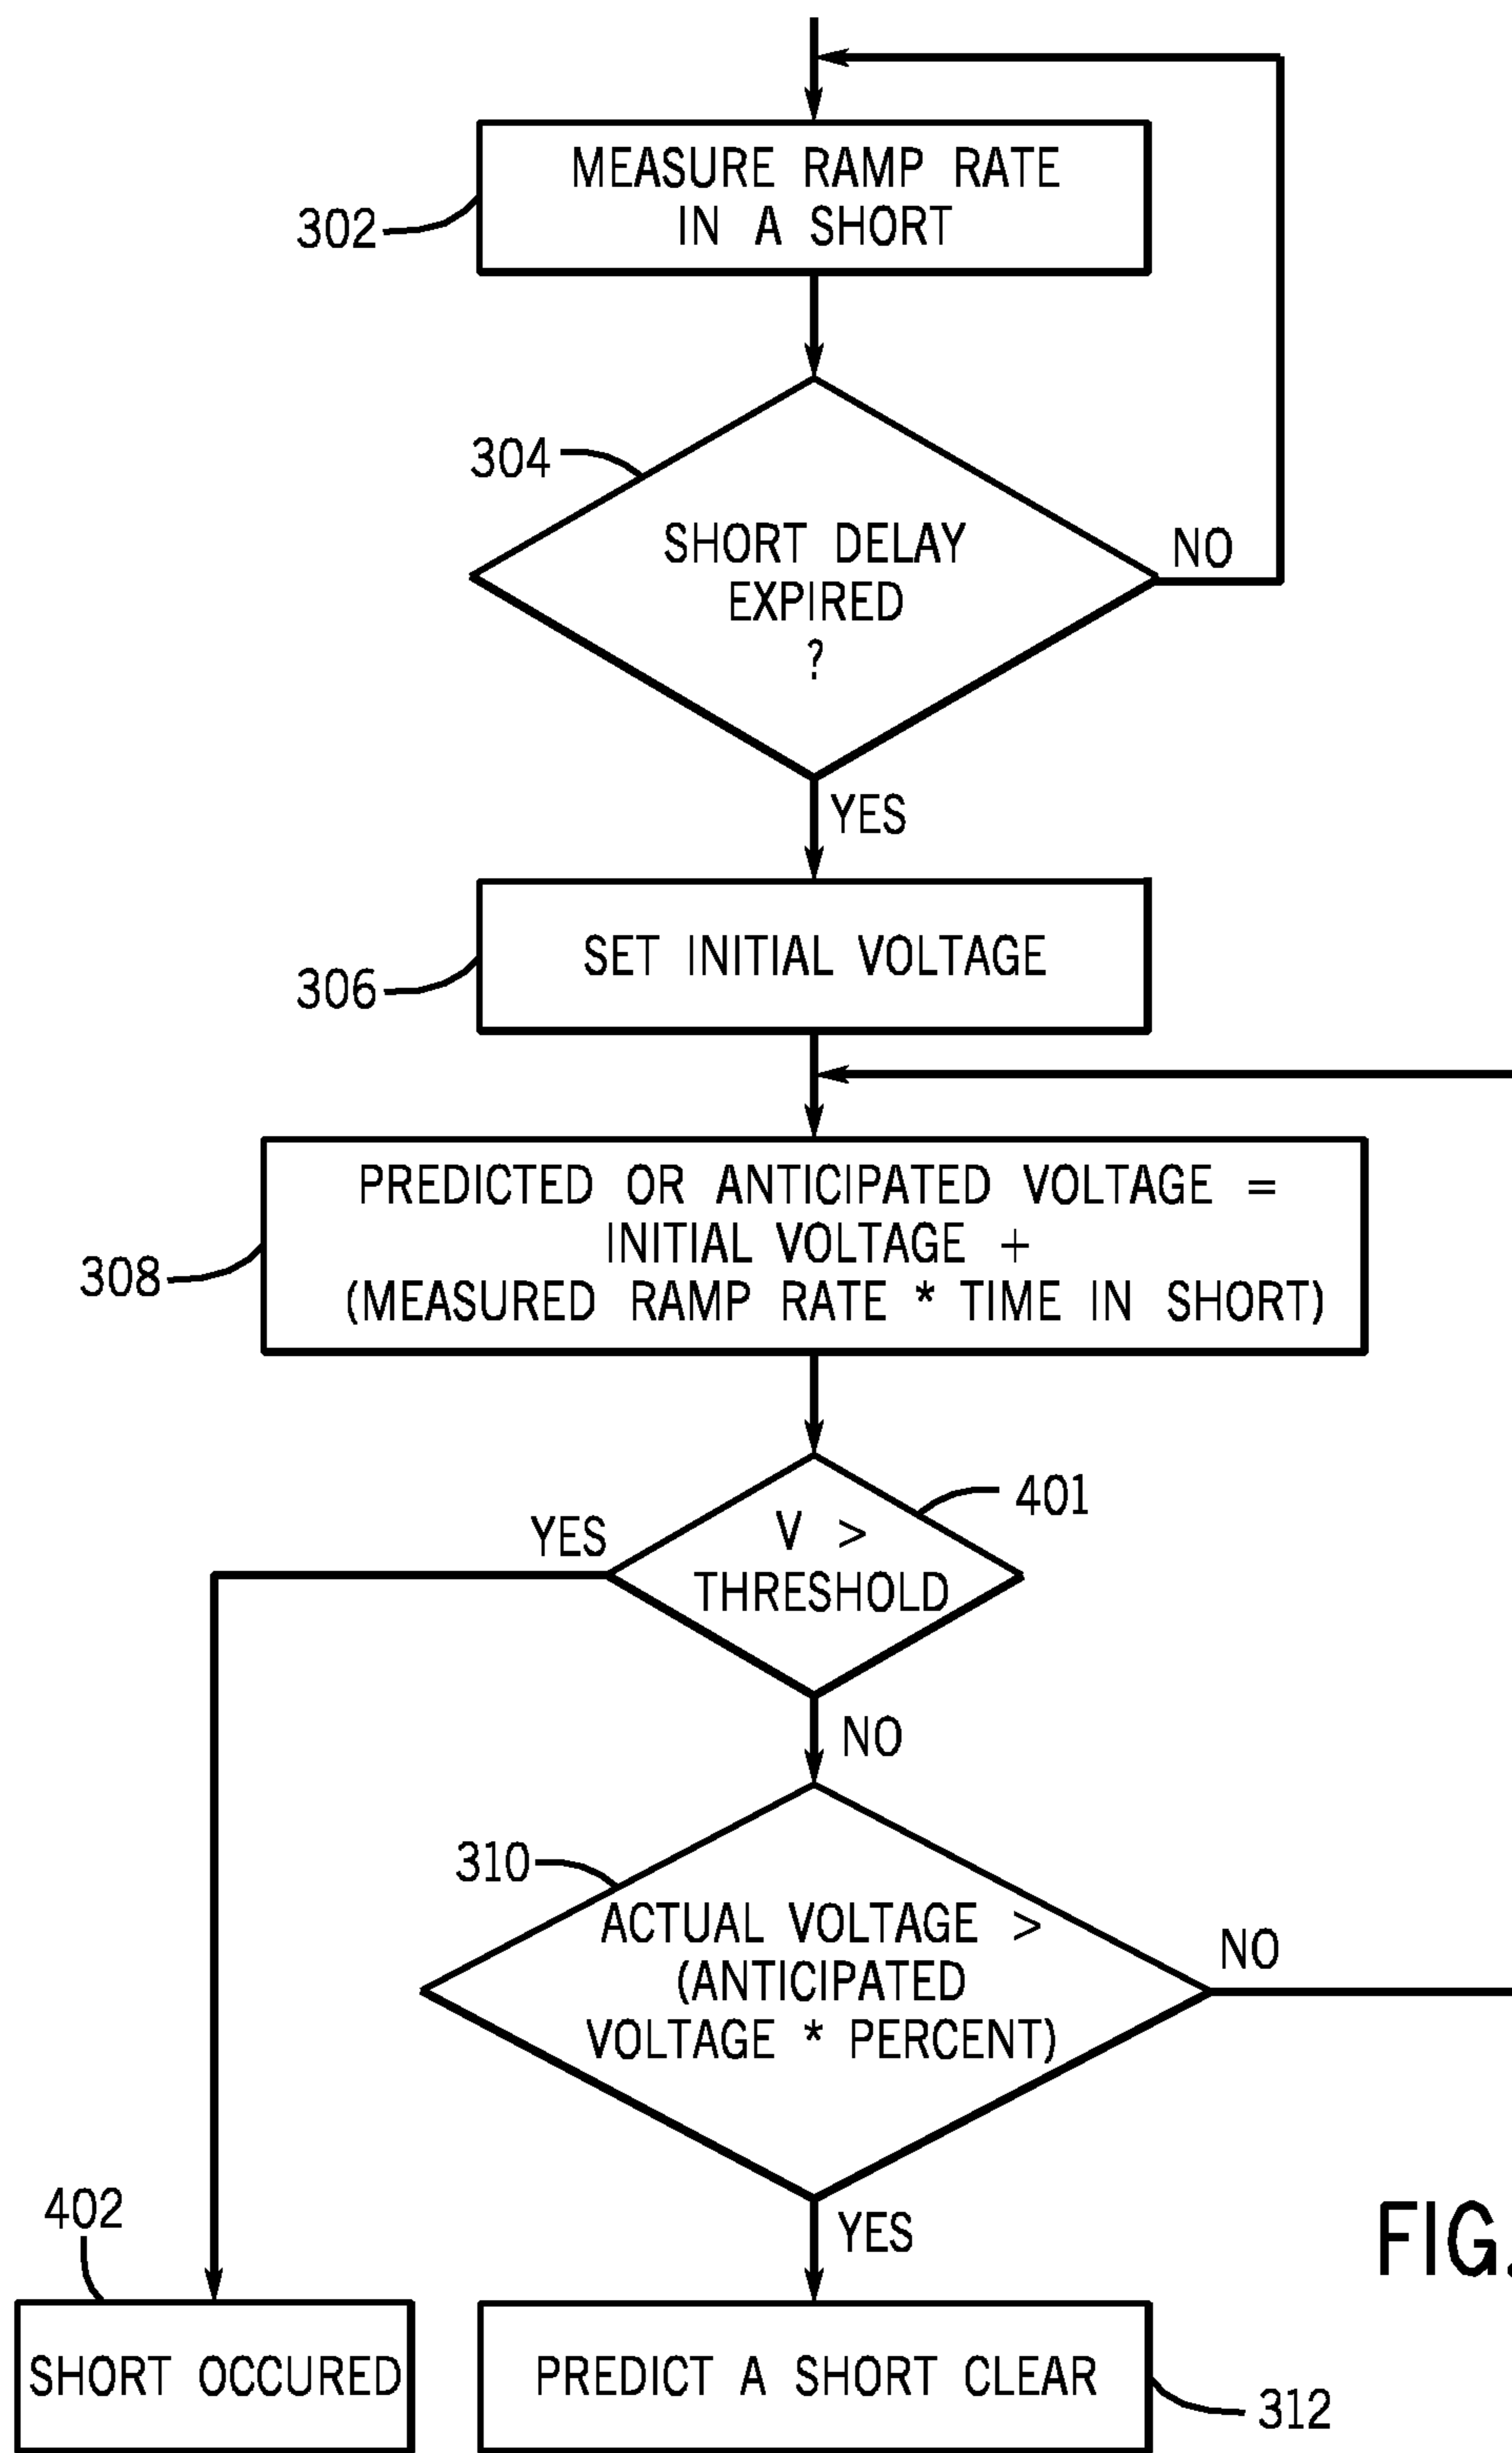 MEASURE RAMP RATE
IN A SHORT
302
304
SHORT DELAY
EXPIRED
?
NO
YES
SET INITIAL VOLTAGE
306
PREDICTED OR ANTICIPATED VOLTAGE =
INITIAL VOLTAGE +
(MEASURED RAMP RATE * TIME IN SHORT)
308
401
YES
V >
THRESHOLD
NO
310
ACTUAL VOLTAGE >
(ANTICIPATED
VOLTAGE * PERCENT)
NO
YES
402
FIG.
SHORT OCCURED
PREDICT A SHORT CLEAR
312